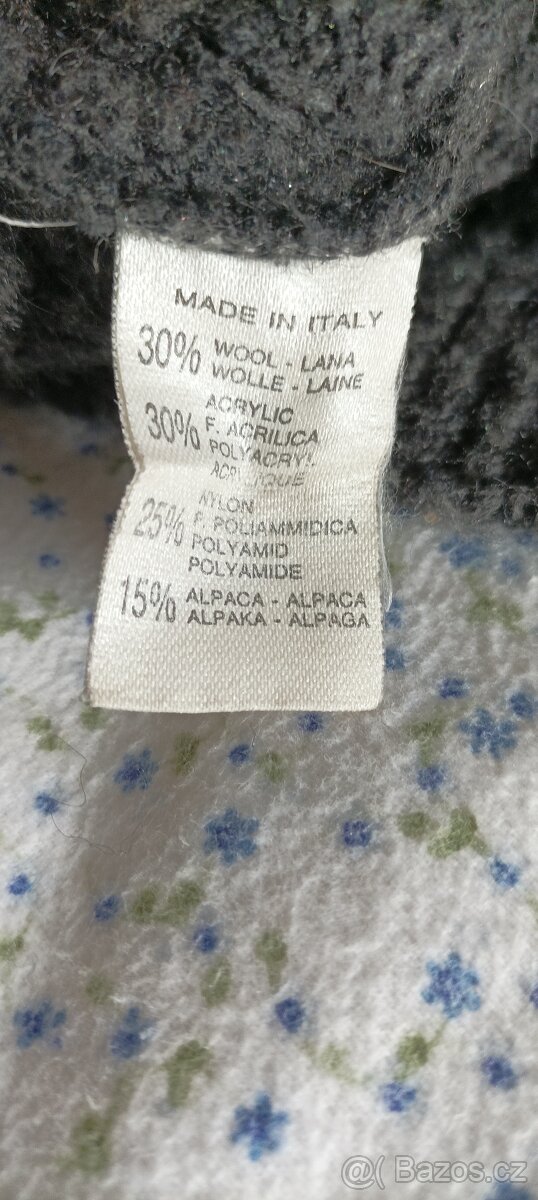 MADE IN ITALY
30% WOOL - LANA
WOLLE - LAINE
30% ACRYLIC
F. ACRILICA
POLYACRYL
ACRYLIQUE
25% NYLON
F. POLIAMMIDICA
POLYAMID
POLYAMIDE
15% ALPACA - ALPACA
ALPAKA - ALPAGA
@ Bazos.cz